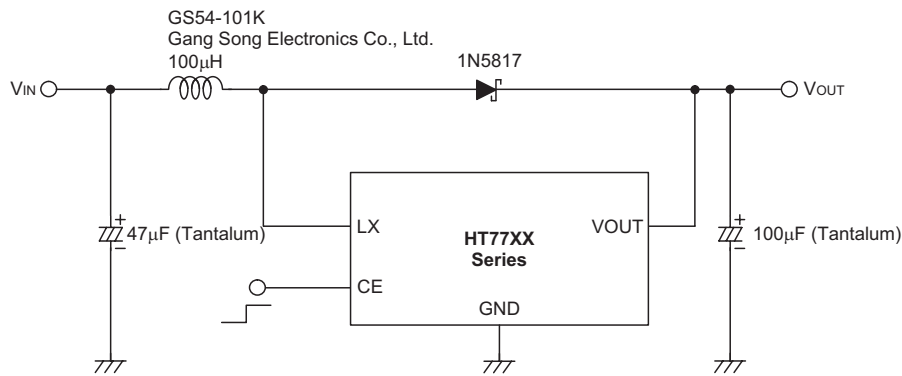 GS54-101K
Gang Song Electronics Co., Ltd.
100μH
1N5817
VIN
VOUT
47μF (Tantalum)
LX
VOUT
100μF (Tantalum)
HT77XX
Series
CE
GND